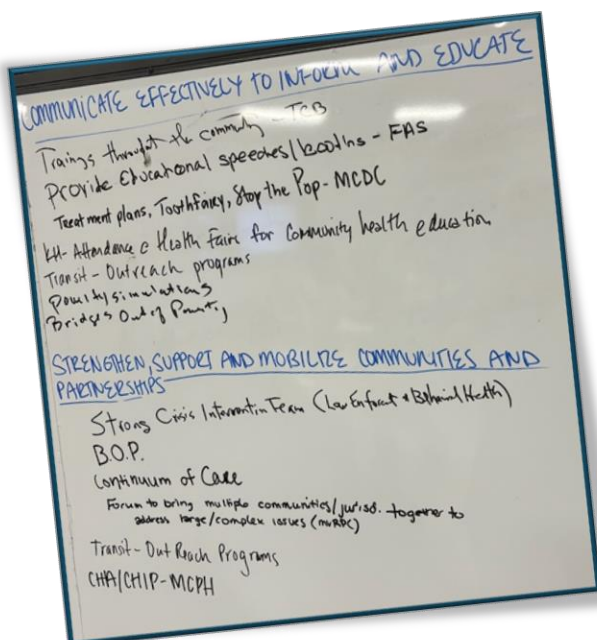 COMMUNICATE EFFECTIVELY TO INFORM AND EDUCATE
Trainings throughout the community - TCB
Provide Educational speeches/booths - FAS
Treatment plans, Toothfairy, Stop the Pop - MCDC
KH- Attendance @ Health Fairs for Community health education
Transit - Outreach programs
Poverty simulations
Bridges Out of Poverty
STRENGTHEN, SUPPORT AND MOBILIZE COMMUNITIES AND
PARTNERSHIPS
Strong Crisis Intervention Team (Law Enforcement & Behavioral Health)
B.O.P.
Continuum of Care
Forum to bring multiple communities/jurisd. together to
address large/complex issues
Transit - Out Reach Programs
CHA/CHIP - MCPH